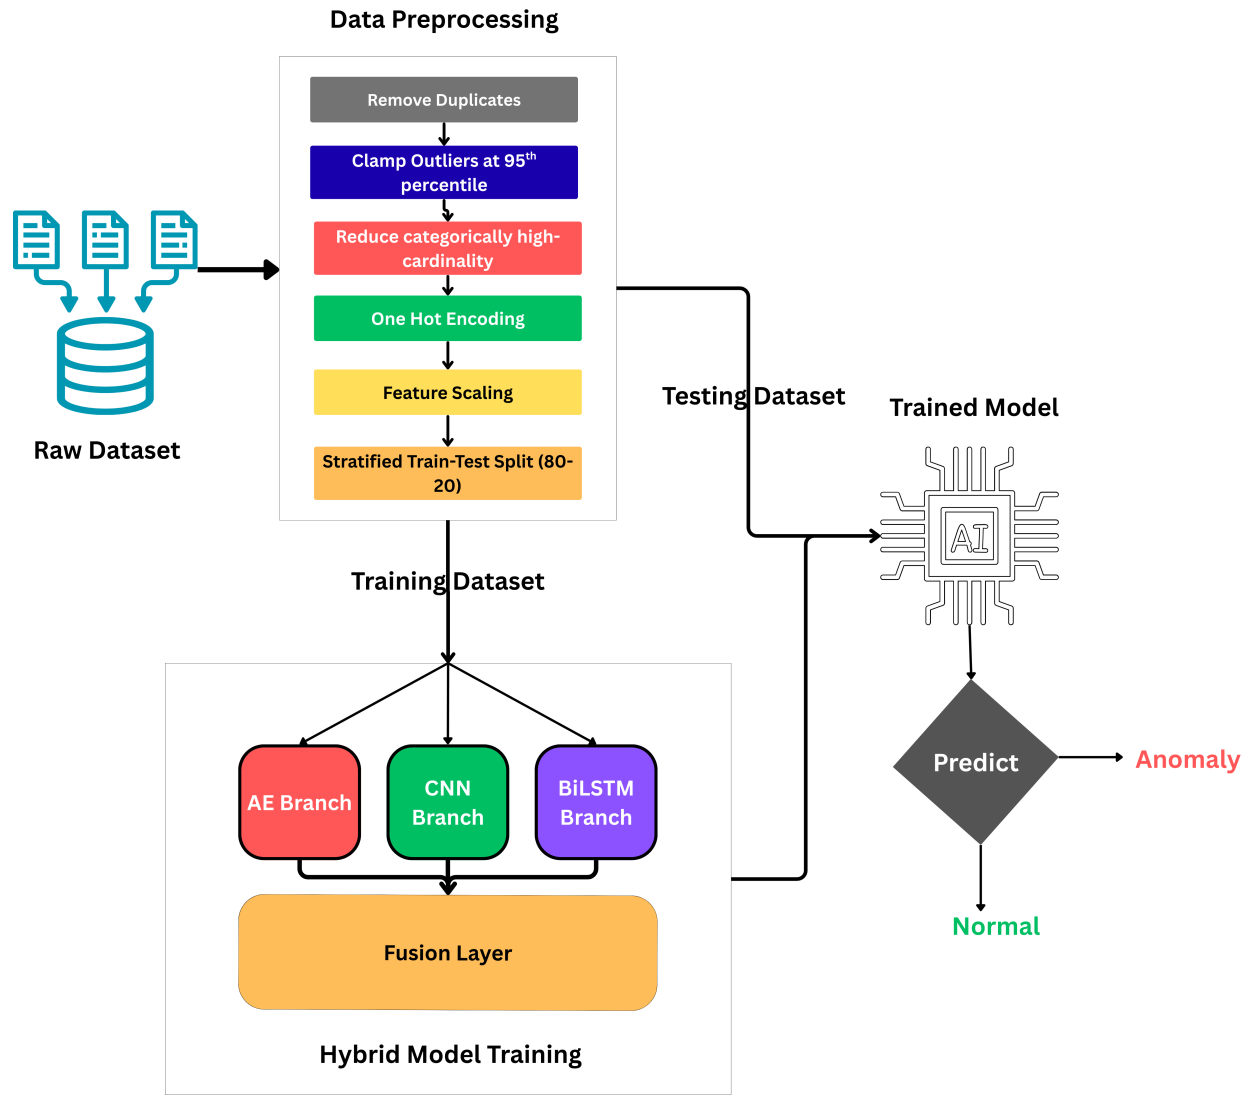 Data Preprocessing
Remove Duplicates
Clamp Outliers at 95th
percentile
Reduce categorically high-
cardinality
One Hot Encoding
Feature Scaling
Stratified Train-Test Split (80-
20)
Raw Dataset
Testing Dataset
Trained Model
AI
Training Dataset
Predict
Anomaly
Normal
AE Branch
CNN
Branch
BiLSTM
Branch
Fusion Layer
Hybrid Model Training